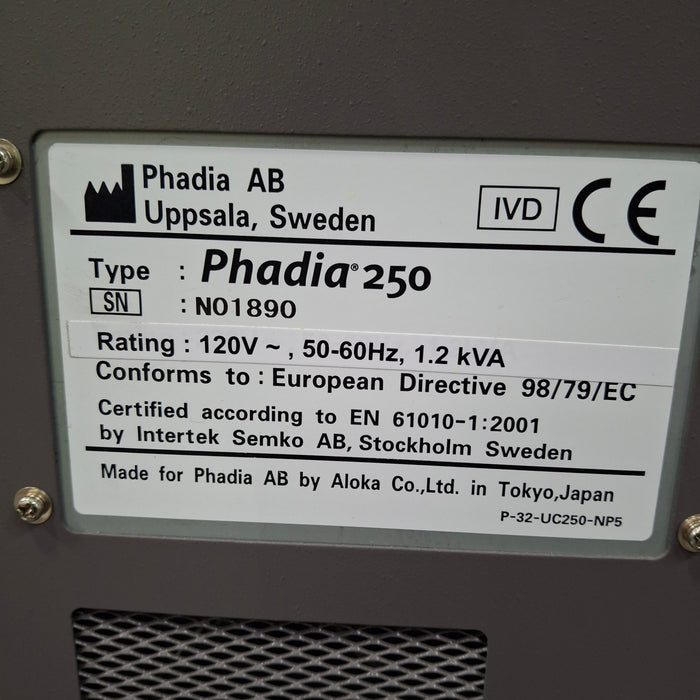 Phadia AB
Uppsala, Sweden
IVD CE
Type : Phadia® 250
SN : N01890
Rating : 120V ~ , 50-60Hz, 1.2 kVA
Conforms to : European Directive 98/79/EC
Certified according to EN 61010-1:2001
by Intertek Semko AB, Stockholm Sweden
Made for Phadia AB by Aloka Co.,Ltd. in Tokyo,Japan
P-32-UC250-NP5